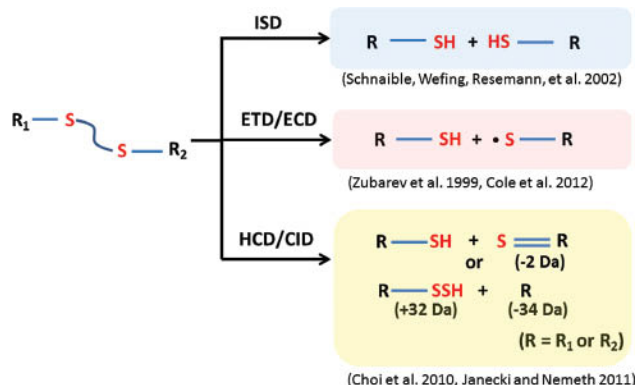 ISD
R — SH + HS — R
(Schnaible, Wefing, Resemann, et al. 2002)
R₁ — S
S — R₂
ETD/ECD
R — SH + • S — R
(Zubarev et al. 1999, Cole et al. 2012)
HCD/CID
R — SH + S = R
or (-2 Da)
R — SSH + R
(+32 Da) (-34 Da)
(R = R₁ or R₂)
(Choi et al. 2010, Janecki and Nemeth 2011)